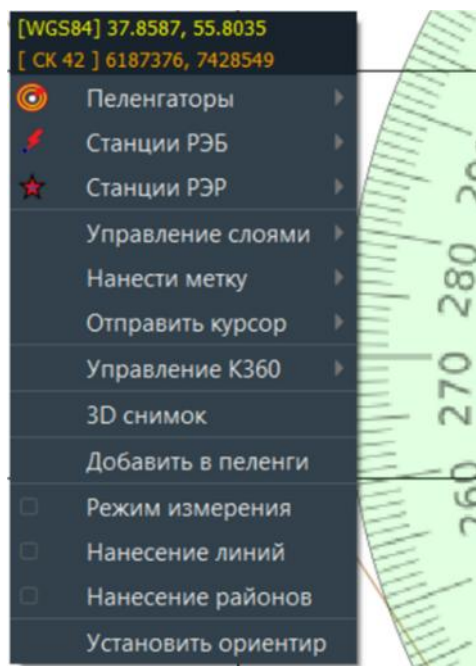 [WGS84] 37.8587, 55.8035
[ СК 42 ] 6187376, 7428549
Пеленгаторы
Станции РЭБ
Станции РЭР
Управление слоями
Нанести метку
Отправить курсор
Управление К360
3D снимок
Добавить в пеленги
Режим измерения
Нанесение линий
Нанесение районов
Установить ориентир
280
270
260